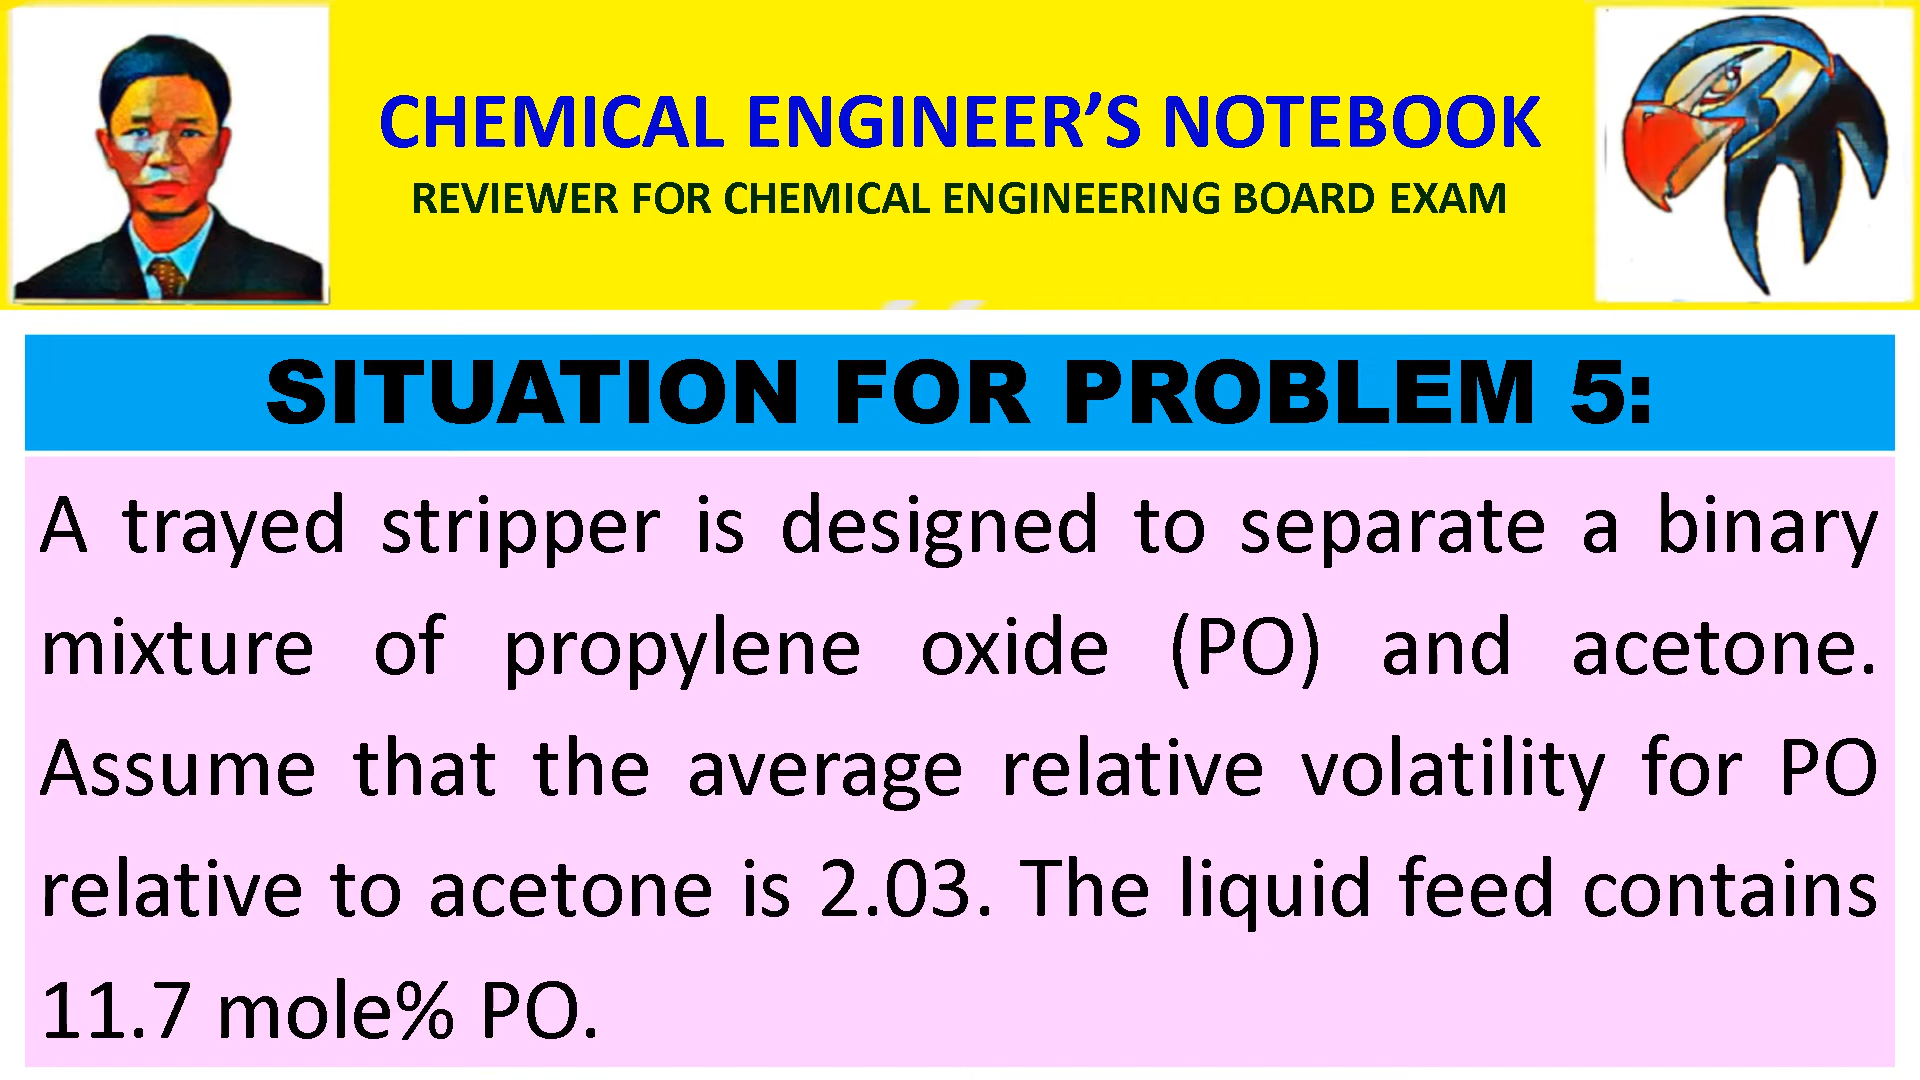 CHEMICAL ENGINEER’S NOTEBOOK
REVIEWER FOR CHEMICAL ENGINEERING BOARD EXAM
SITUATION FOR PROBLEM 5:
A trayed stripper is designed to separate a binary
mixture of propylene oxide (PO) and acetone.
Assume that the average relative volatility for PO
relative to acetone is 2.03. The liquid feed contains
11.7 mole% PO.